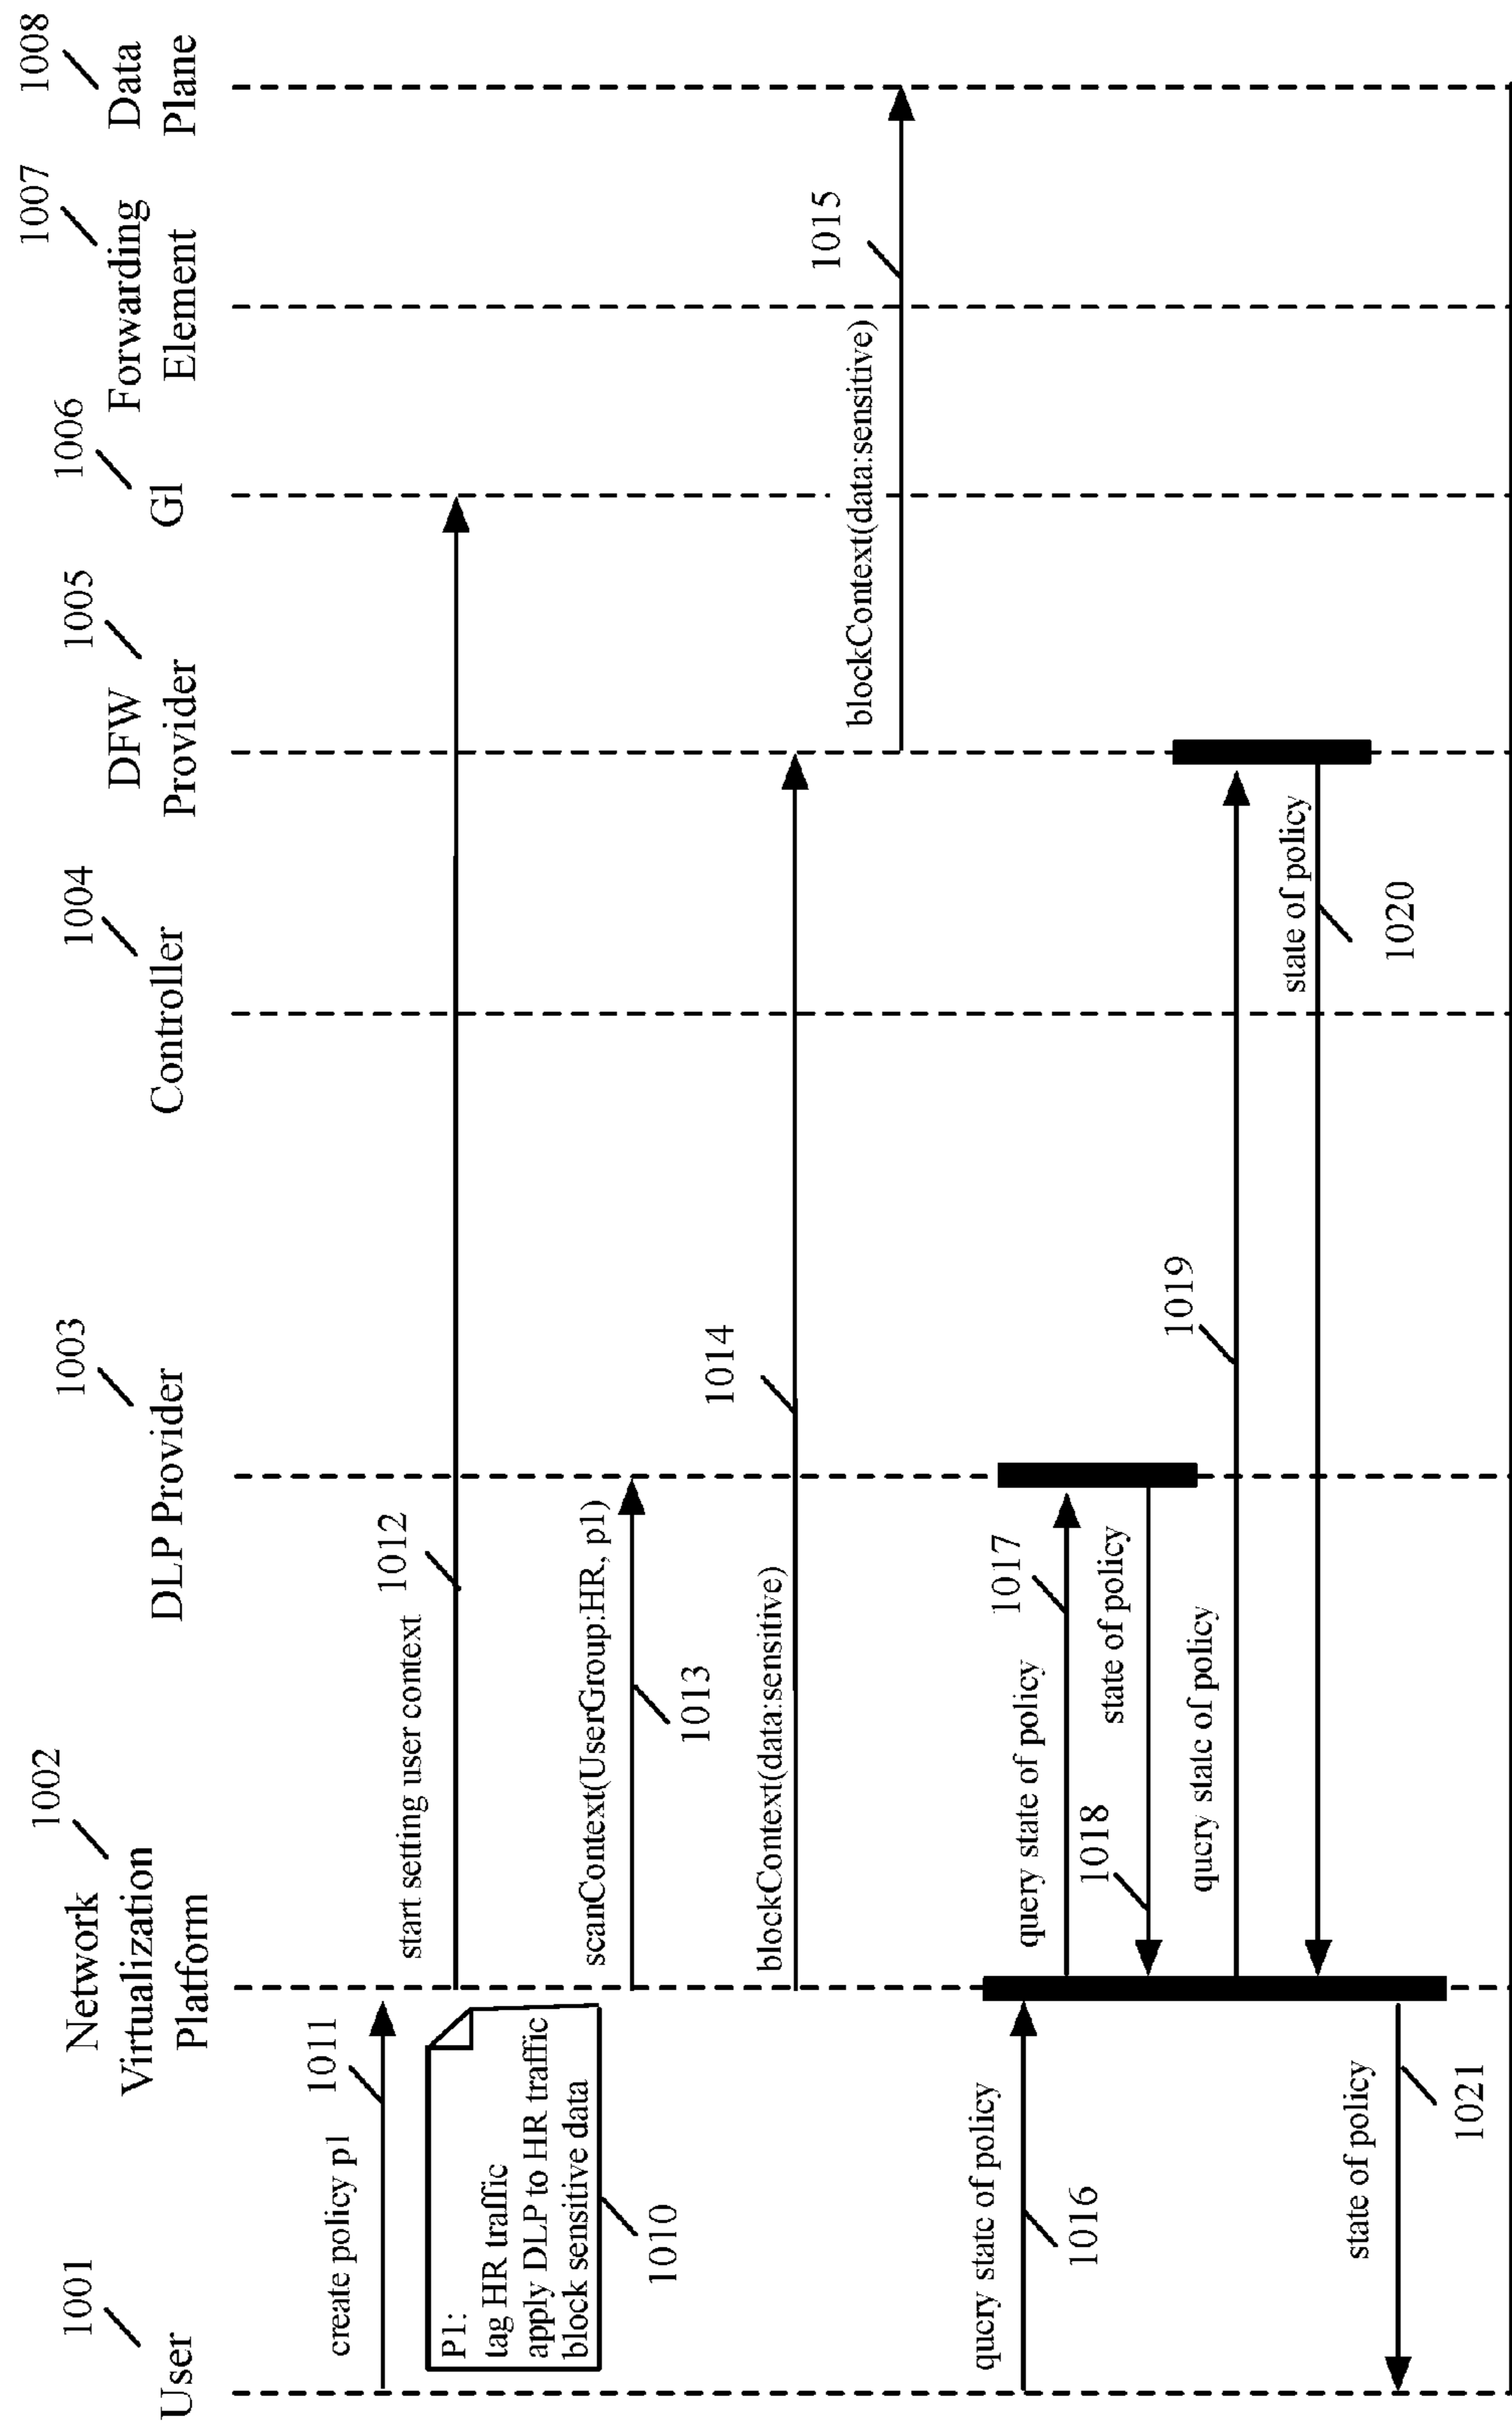 1001
User
1002
Network
Virtualization
Platform
1003
DLP Provider
1004
Controller
1005
DFW
Provider
1006
GI
1007
Forwarding
Element
1008
Data
Plane
create policy p1
1011
P1:
tag HR traffic
apply DLP to HR traffic
block sensitive data
1010
start setting user context
1012
scanContext(UserGroup:HR, p1)
1013
blockContext(data:sensitive)
1014
blockContext(data:sensitive)
1015
query state of policy
1016
query state of policy
1017
1018
state of policy
query state of policy
1019
state of policy
1020
state of policy
1021